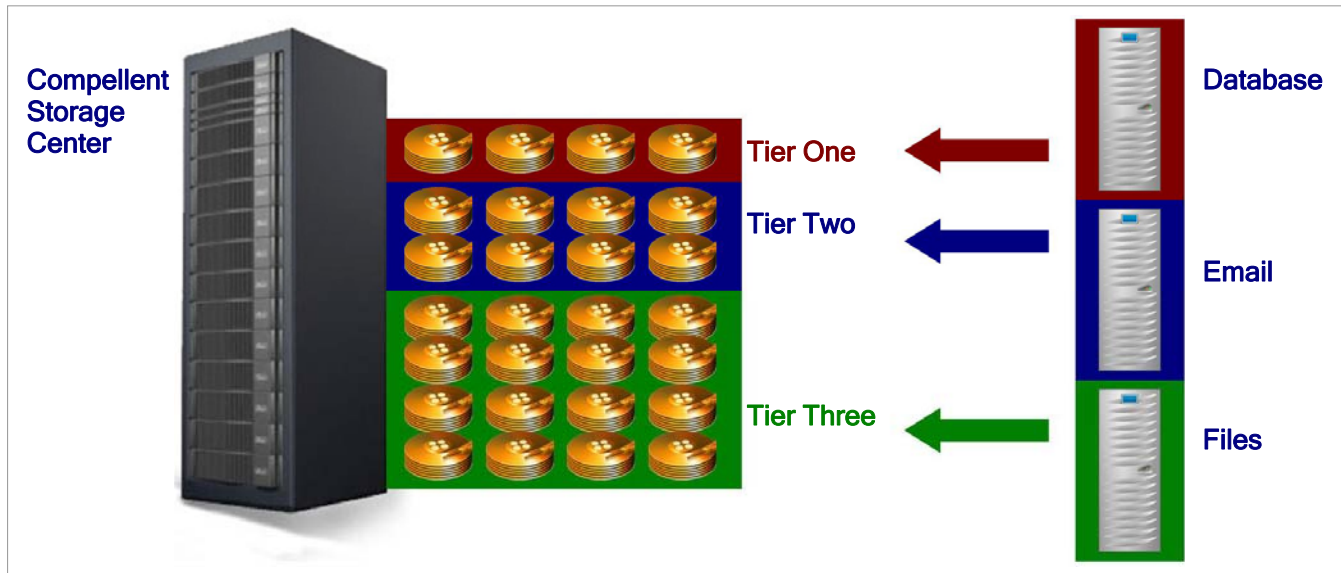 Compellent
Storage
Center
Tier One
Tier Two
Tier Three
Database
Email
Files